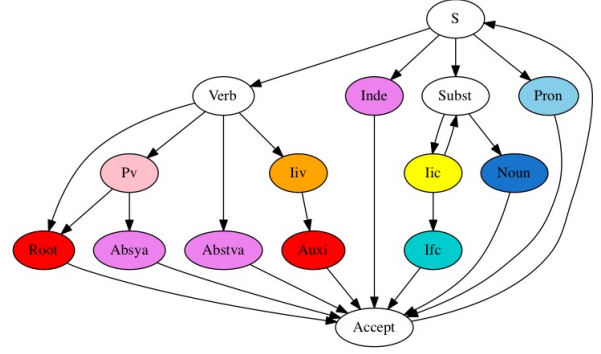 S
Verb
Inde
Subst
Pron
Pv
Iiv
Iic
Noun
Root
Absya
Abstva
Auxi
Ifc
Accept